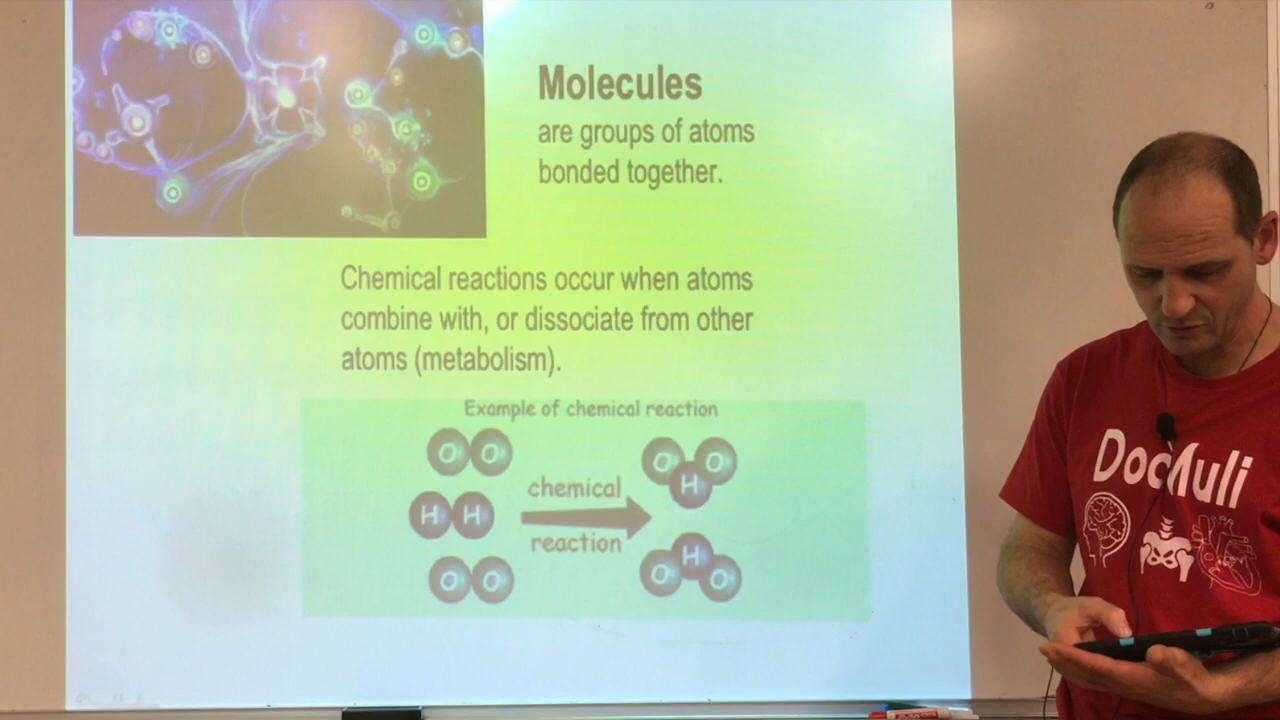 Molecules
are groups of atoms
bonded together.
Chemical reactions occur when atoms
combine with, or dissociate from other
atoms (metabolism).
Example of chemical reaction
O O
H H
O O
chemical
reaction
O O
H
H
O O
DocMuli